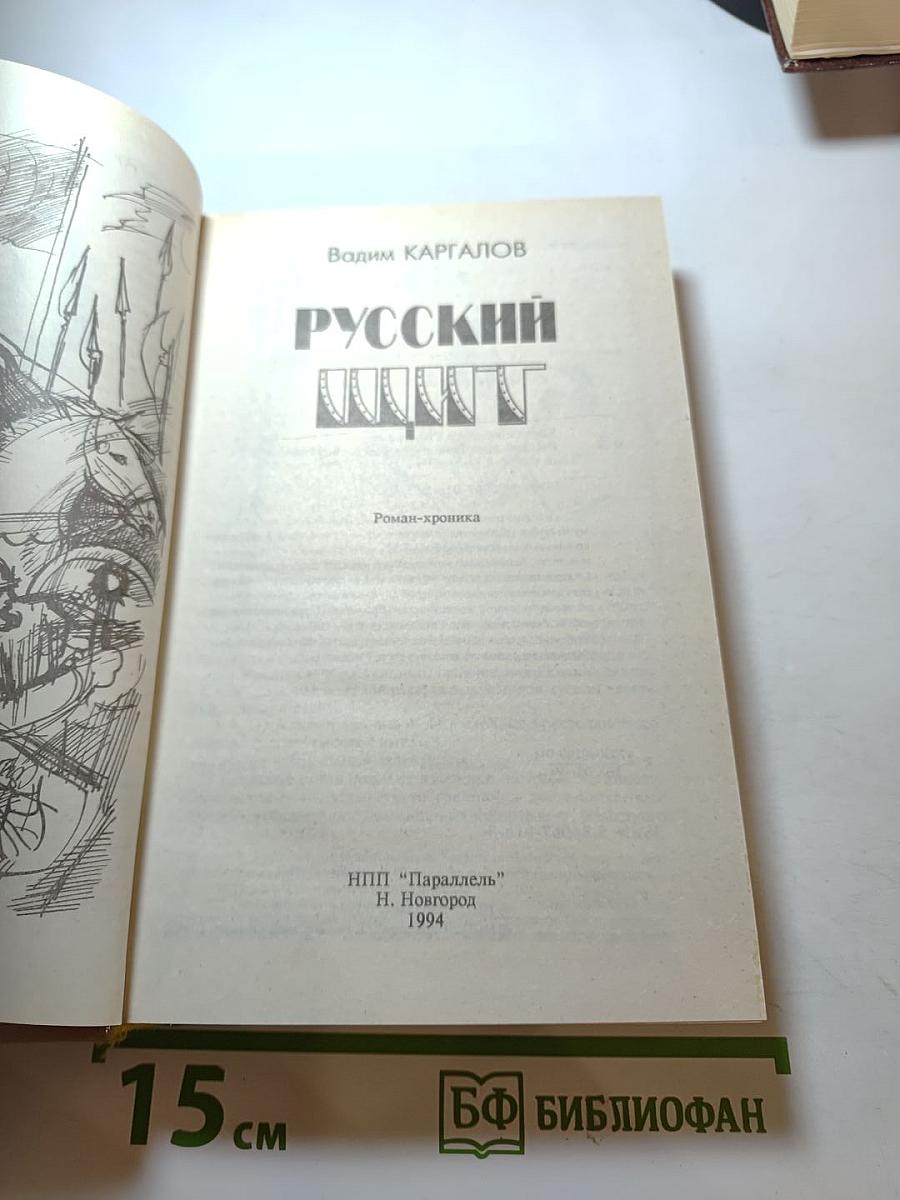 Вадим КАРГАЛОВ
РУССКИЙ
ЩИТ
Роман-хроника
НПП "Параллель"
Н. Новгород
1994
15 см
БФ БИБЛИОФАН